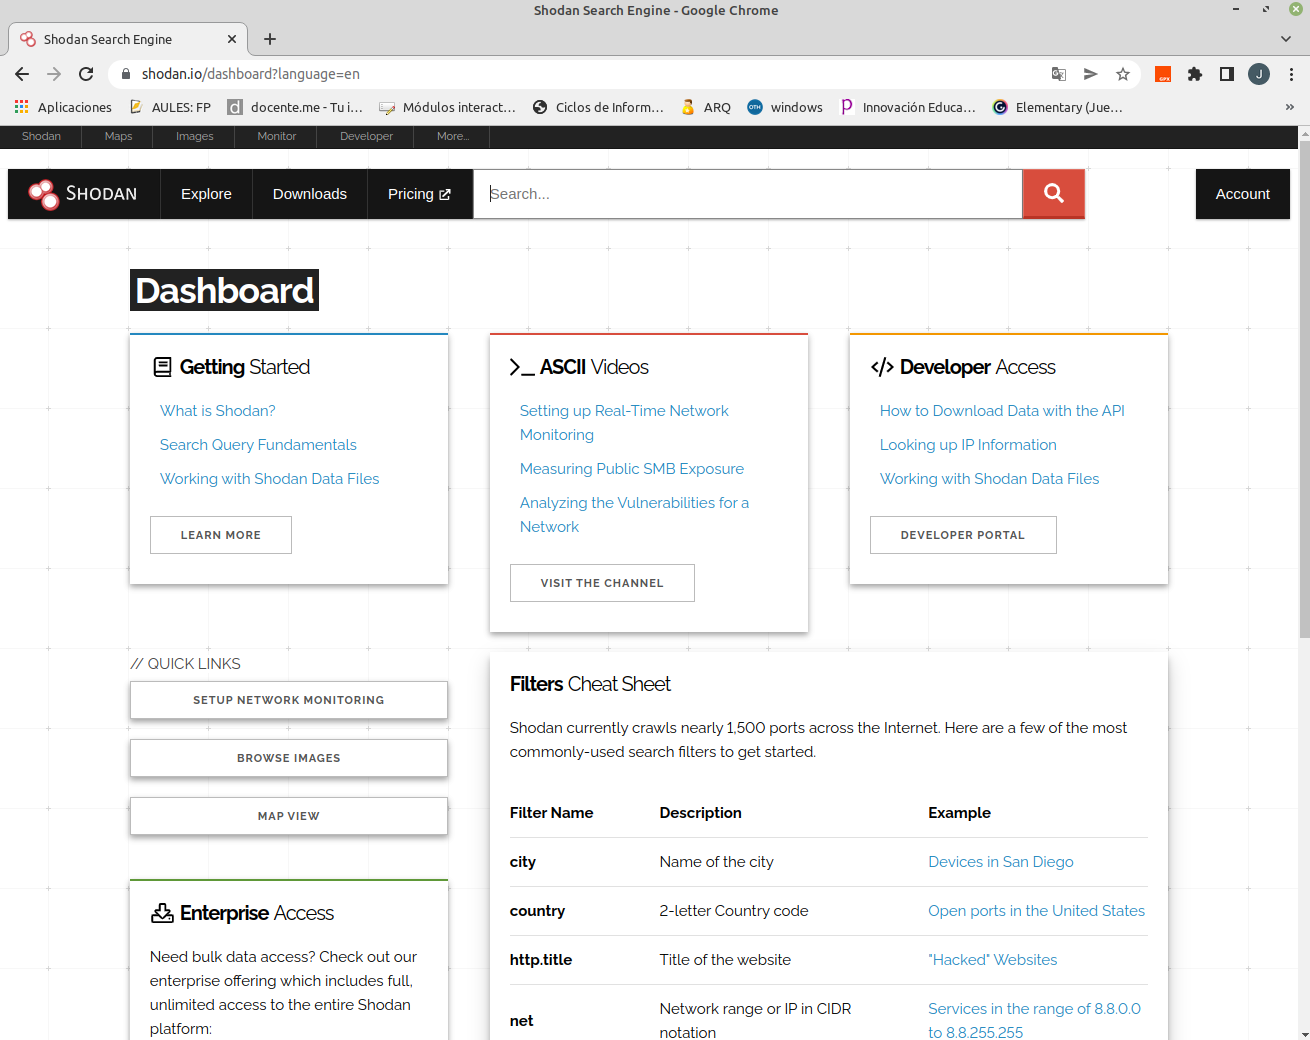 Shodan Search Engine - Google Chrome
Shodan Search Engine
shodan.io/dashboard?language=en
GPX
J
Aplicaciones
AULES: FP
d
docente.me - Tu i...
Módulos interact...
Ciclos de Inform...
ARQ
OTH
windows
p
Innovación Educa...
Elementary (Jue...
»
Shodan
Maps
Images
Monitor
Developer
More...
SHODAN
Explore
Downloads
Pricing
Search...
Account
Dashboard
Getting Started
What is Shodan?
Search Query Fundamentals
Working with Shodan Data Files
LEARN MORE
ASCII Videos
Setting up Real-Time Network
Monitoring
Measuring Public SMB Exposure
Analyzing the Vulnerabilities for a
Network
VISIT THE CHANNEL
Developer Access
How to Download Data with the API
Looking up IP Information
Working with Shodan Data Files
DEVELOPER PORTAL
// QUICK LINKS
SETUP NETWORK MONITORING
BROWSE IMAGES
MAP VIEW
Enterprise Access
Need bulk data access? Check out our
enterprise offering which includes full,
unlimited access to the entire Shodan
platform:
Filters Cheat Sheet
Shodan currently crawls nearly 1,500 ports across the Internet. Here are a few of the most
commonly-used search filters to get started.
Filter Name Description Example
city Name of the city Devices in San Diego
country 2-letter Country code Open ports in the United States
http.title Title of the website "Hacked" Websites
net Network range or IP in CIDR
notation Services in the range of 8.8.0.0
to 8.8.255.255